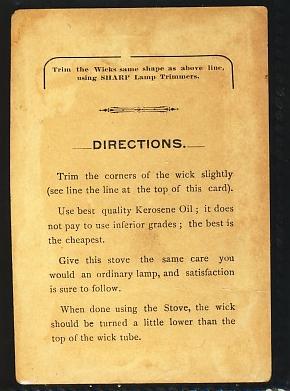 Trim the Wicks same shape as above line,
using SHARP Lamp Trimmers.
DIRECTIONS.
Trim the corners of the wick slightly
(see line the line at the top of this card).
Use best quality Kerosene Oil ; it does
not pay to use inferior grades ; the best is
the cheapest.
Give this stove the same care you
would an ordinary lamp, and satisfaction
is sure to follow.
When done using the Stove, the wick
should be turned a little lower than the
top of the wick tube.